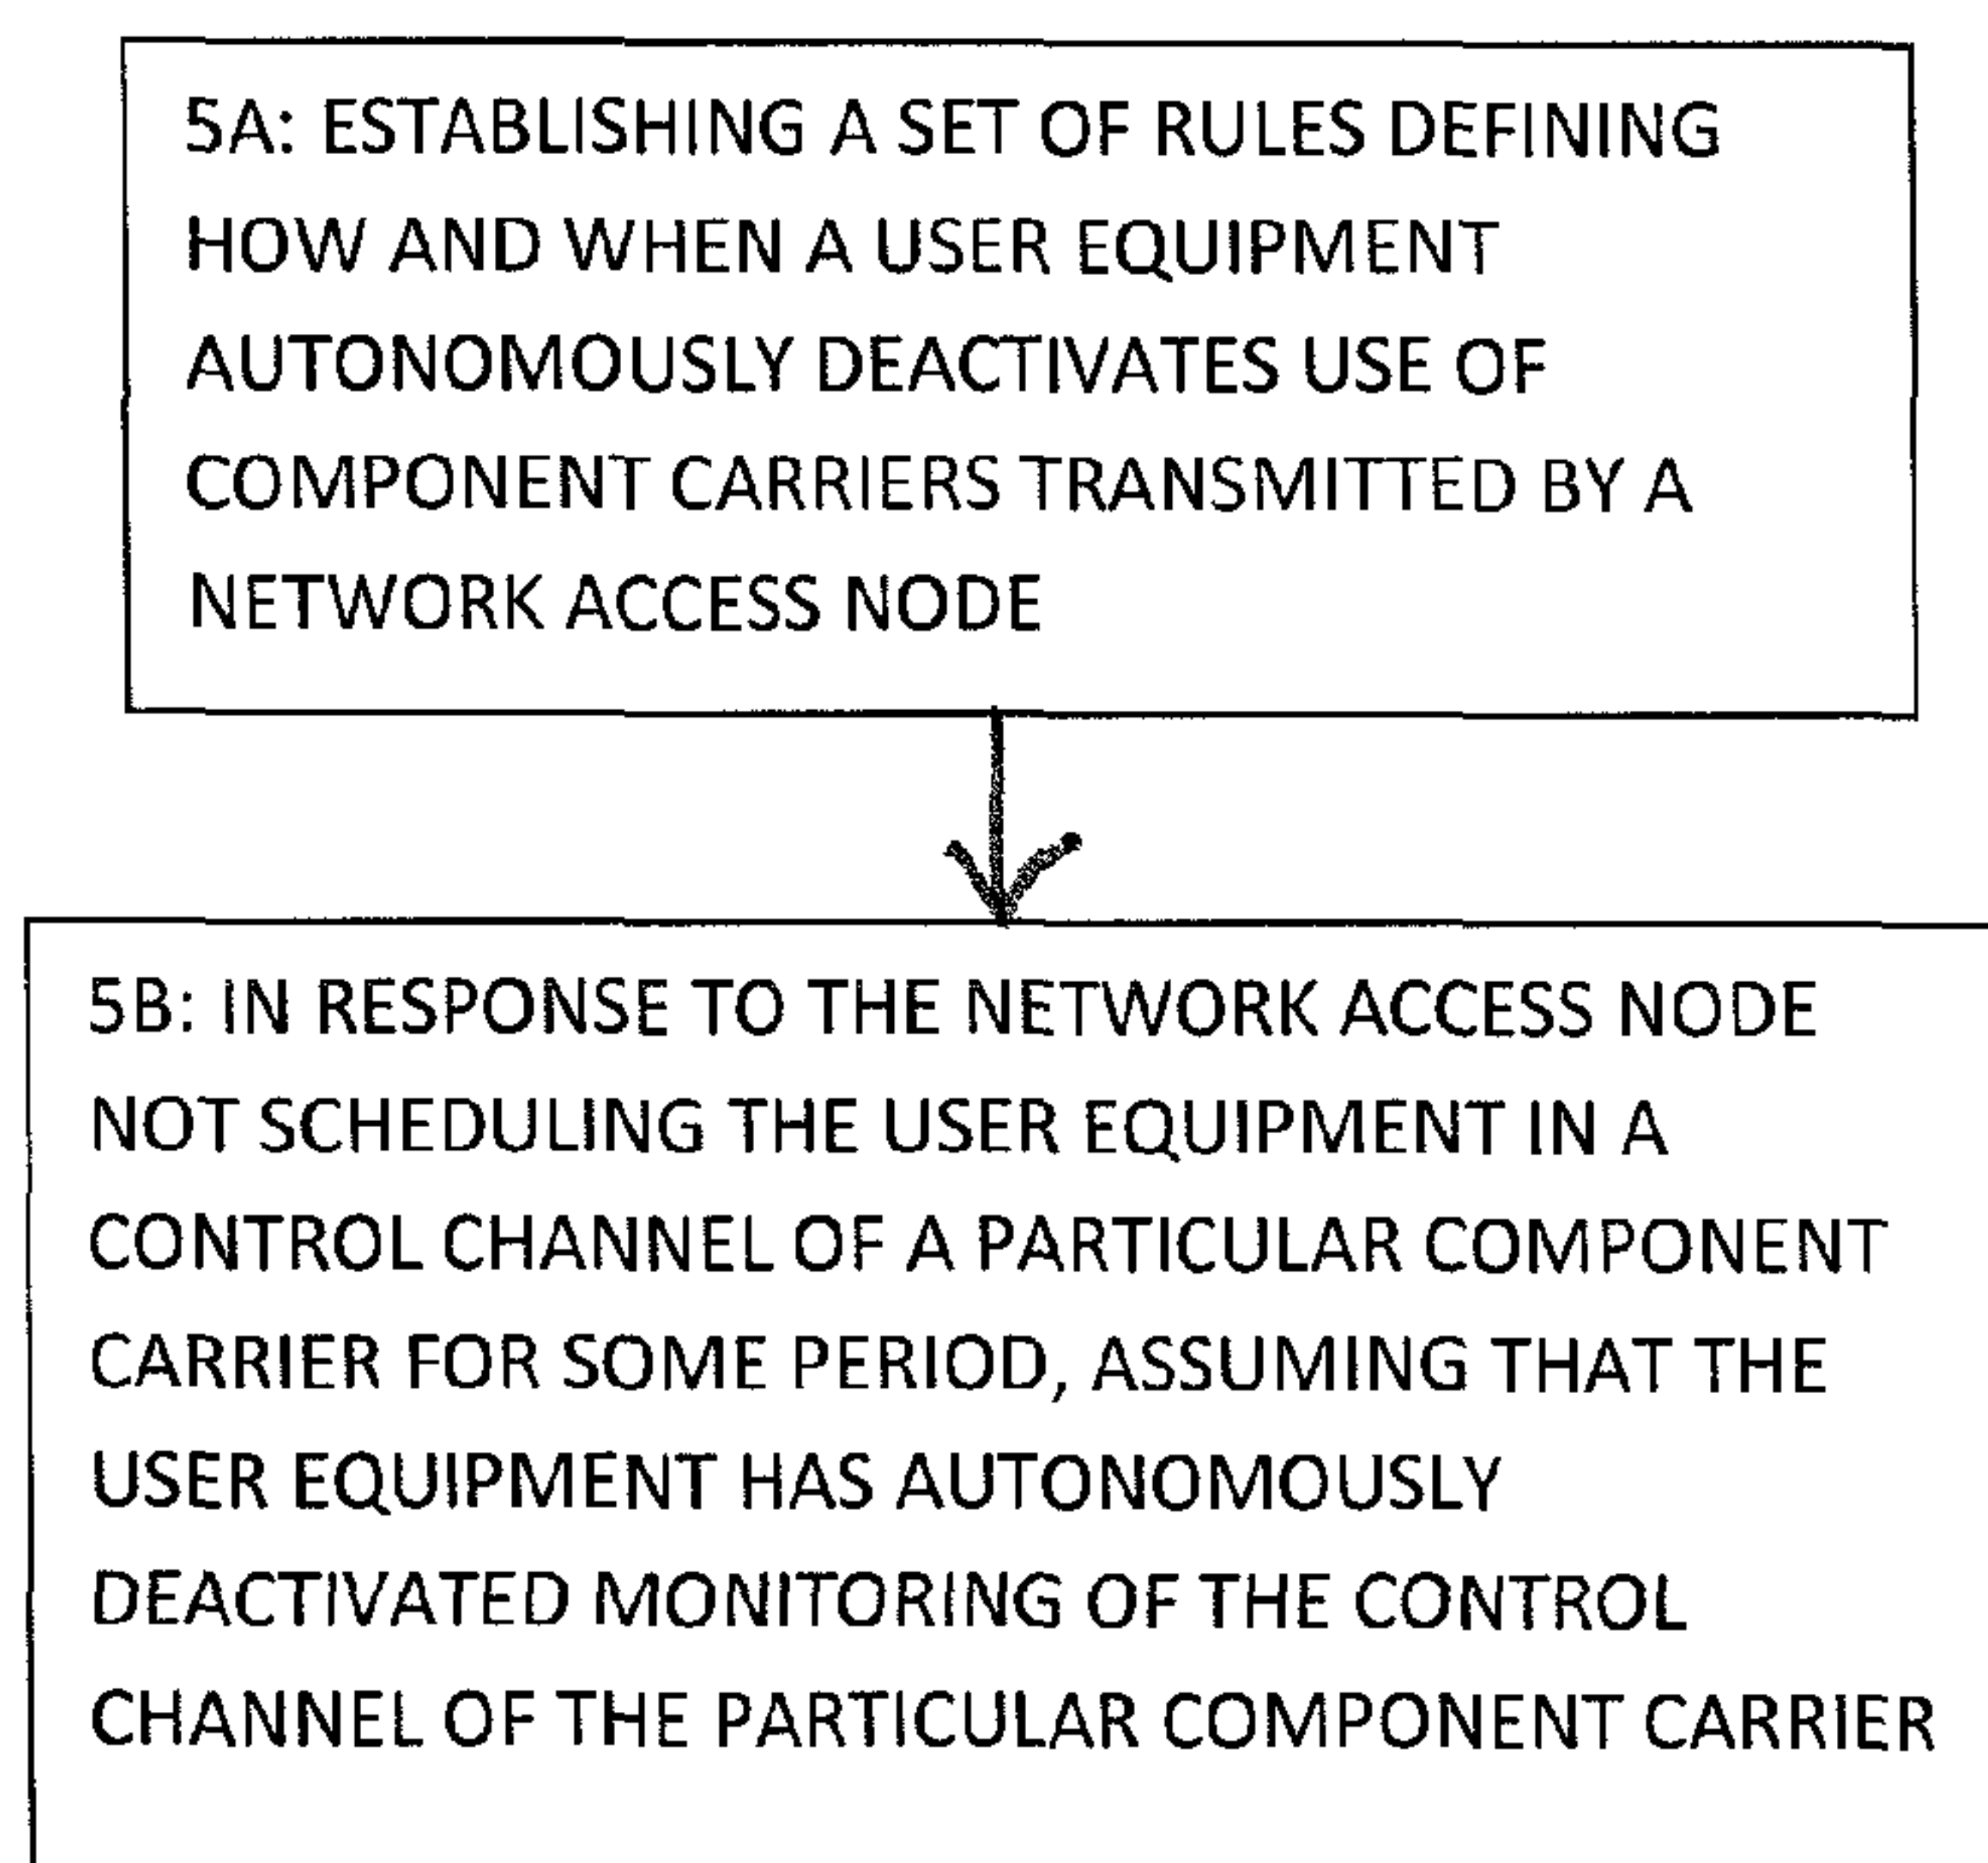 5A: ESTABLISHING A SET OF RULES DEFINING
HOW AND WHEN A USER EQUIPMENT
AUTONOMOUSLY DEACTIVATES USE OF
COMPONENT CARRIERS TRANSMITTED BY A
NETWORK ACCESS NODE
5B: IN RESPONSE TO THE NETWORK ACCESS NODE
NOT SCHEDULING THE USER EQUIPMENT IN A
CONTROL CHANNEL OF A PARTICULAR COMPONENT
CARRIER FOR SOME PERIOD, ASSUMING THAT THE
USER EQUIPMENT HAS AUTONOMOUSLY
DEACTIVATED MONITORING OF THE CONTROL
CHANNEL OF THE PARTICULAR COMPONENT CARRIER